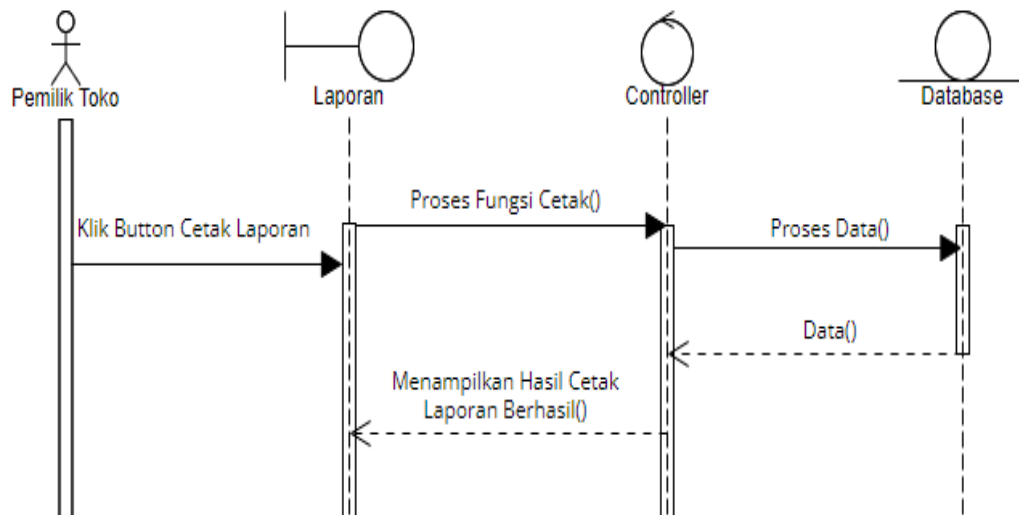 Pemilik Toko
Laporan
Controller
Database
Proses Fungsi Cetak()
Klik Button Cetak Laporan
Proses Data()
Data()
Menampilkan Hasil Cetak
Laporan Berhasil()